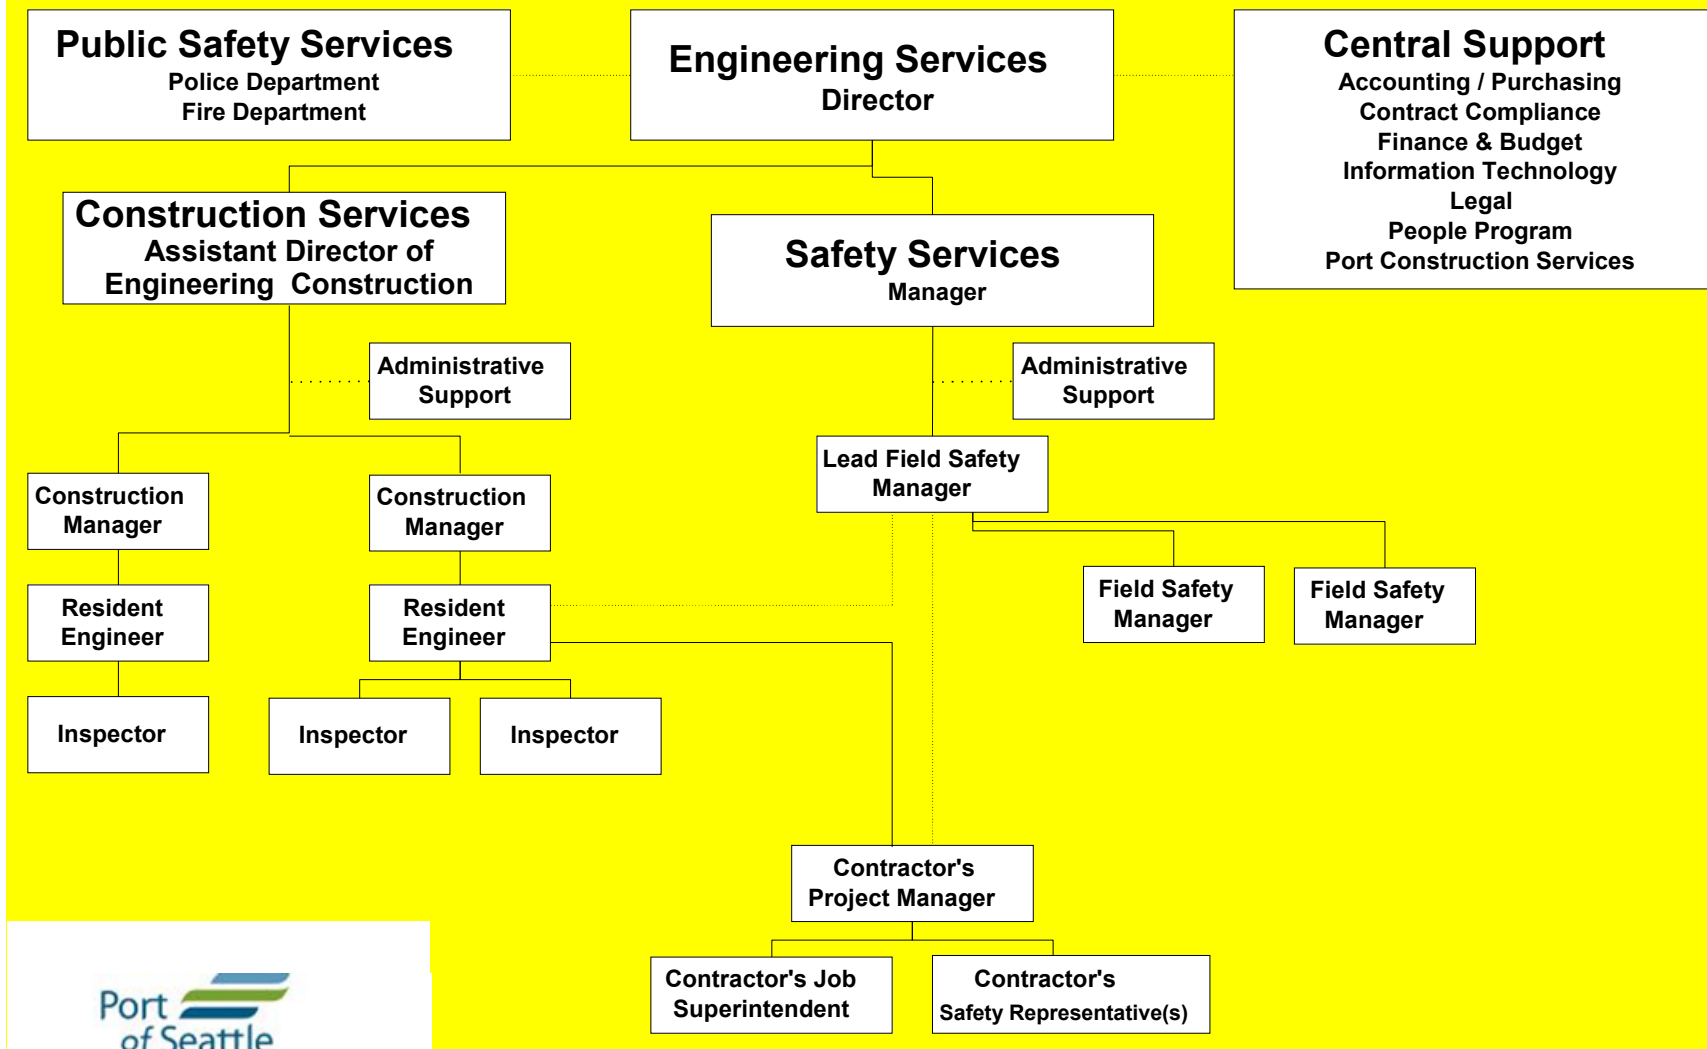 Public Safety Services
Police Department
Fire Department
Engineering Services
Director
Central Support
Accounting / Purchasing
Contract Compliance
Finance & Budget
Information Technology
Legal
People Program
Port Construction Services
Construction Services
Assistant Director of
Engineering Construction
Safety Services
Manager
Administrative
Support
Administrative
Support
Lead Field Safety
Manager
Construction
Manager
Construction
Manager
Field Safety
Manager
Field Safety
Manager
Resident
Engineer
Resident
Engineer
Inspector
Inspector
Inspector
Contractor's
Project Manager
Contractor's Job
Superintendent
Contractor's
Safety Representative(s)
Port
of Seattle